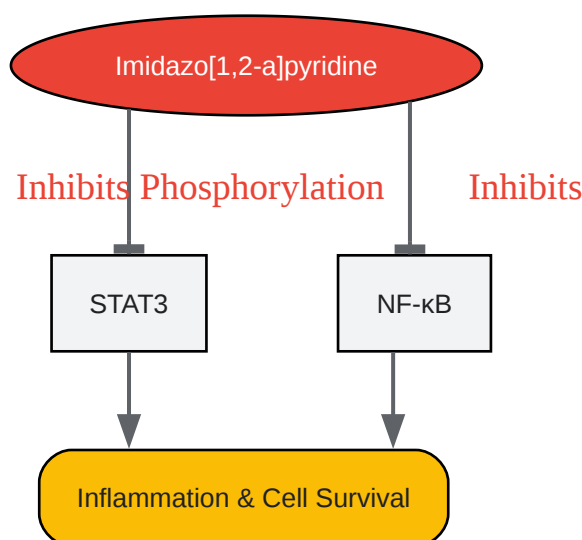 Imidazo[1,2-a]pyridine
Inhibits Phosphorylation
Inhibits
STAT3
NF-κB
Inflammation & Cell Survival